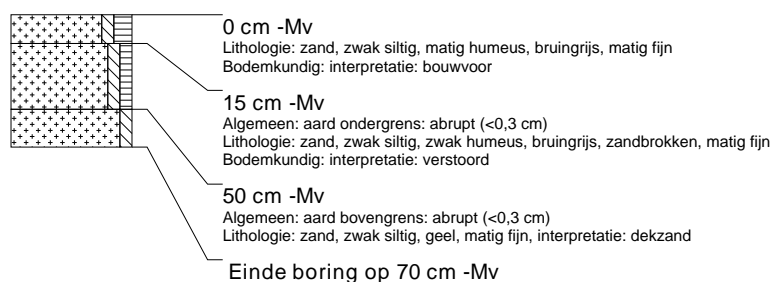 0 cm -Mv
Lithologie: zand, zwak siltig, matig humeus, bruingrijs, matig fijn
Bodemkundig: interpretatie: bouwvoor
15 cm -Mv
Algemeen: aard ondergrens: abrupt (<0,3 cm)
Lithologie: zand, zwak siltig, zwak humeus, bruingrijs, zandbrokken, matig fijn
Bodemkundig: interpretatie: verstoord
50 cm -Mv
Algemeen: aard bovengrens: abrupt (<0,3 cm)
Lithologie: zand, zwak siltig, geel, matig fijn, interpretatie: dekzand
Einde boring op 70 cm -Mv